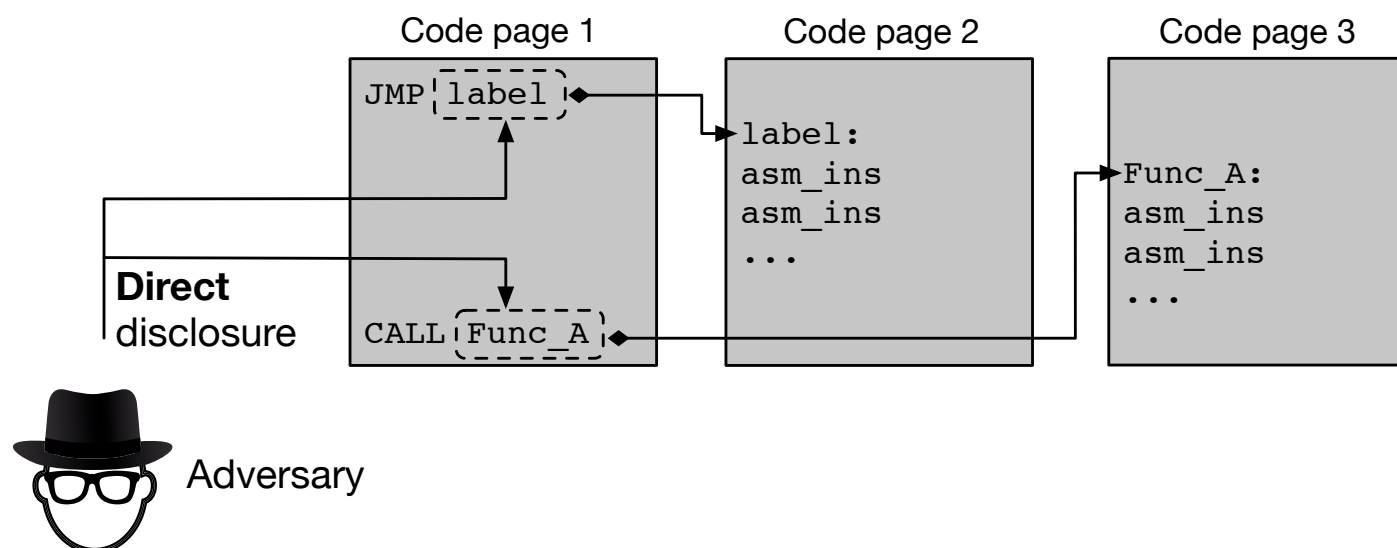 Code page 1
Code page 2
Code page 3
JMP label
label:
asm_ins
asm_ins
...
Func_A:
asm_ins
asm_ins
...
Direct
disclosure
CALL Func_A
Adversary